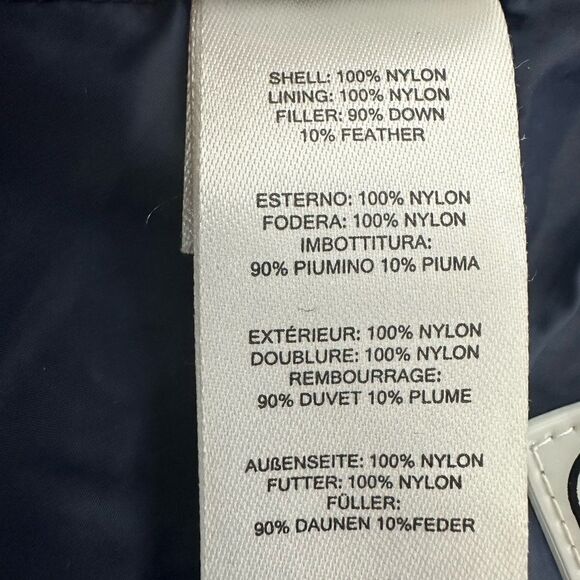 SHELL: 100% NYLON
LINING: 100% NYLON
FILLER: 90% DOWN
10% FEATHER
ESTERNO: 100% NYLON
FODERA: 100% NYLON
IMBOTTITURA:
90% PIUMINO 10% PIUMA
EXTÉRIEUR: 100% NYLON
DOUBLURE: 100% NYLON
REMBOURRAGE:
90% DUVET 10% PLUME
AUßENSEITE: 100% NYLON
FUTTER: 100% NYLON
FÜLLER:
90% DAUNEN 10%FEDER